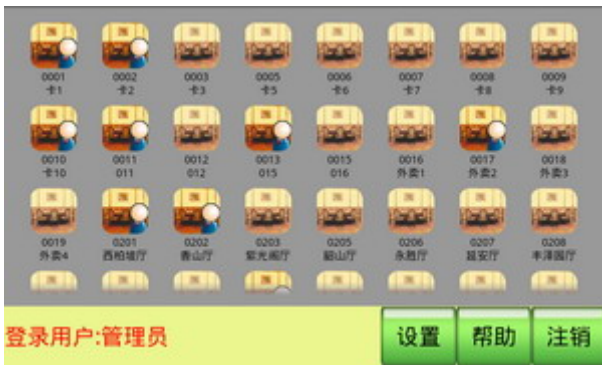 0001 0002 0003 0005 0006 0007 0008 0009
卡1 卡2 卡3 卡5 卡6 卡7 卡8 卡9
0010 0011 0012 0013 0015 0016 0017 0018
卡10 011 012 015 016 外卖1 外卖2 外卖3
0019 0201 0202 0203 0205 0206 0207 0208
外卖4 西柏坡厅 香山厅 紫光阁厅 韶山厅 永胜厅 延安厅 丰泽园厅
登录用户:管理员 设置 帮助 注销